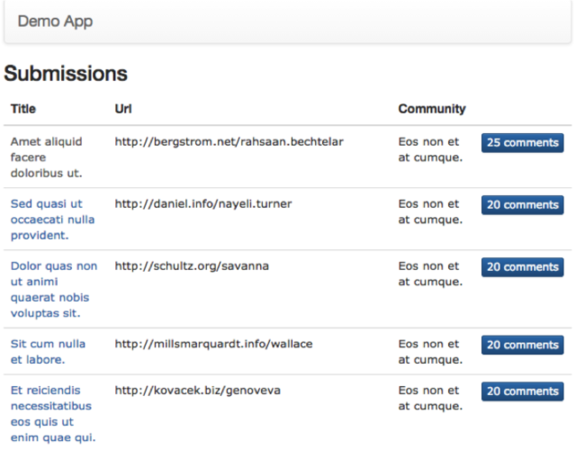 Demo App
Submissions
Title Url Community
Amet aliquid http://bergstrom.net/rahsaan.bechtelar Eos non et 25 comments
facere at cumque.
doloribus ut.
Sed quasi ut http://daniel.info/nayeli.turner Eos non et 20 comments
occaecati nulla at cumque.
provident.
Dolor quas non http://schultz.org/savanna Eos non et 20 comments
ut animi at cumque.
quaerat nobis
voluptas sit.
Sit cum nulla http://millsmarquardt.info/wallace Eos non et 20 comments
et labore. at cumque.
Et reiciendis http://kovacek.biz/genoveva Eos non et 20 comments
necessitatibus at cumque.
eos quis ut
enim quae qui.